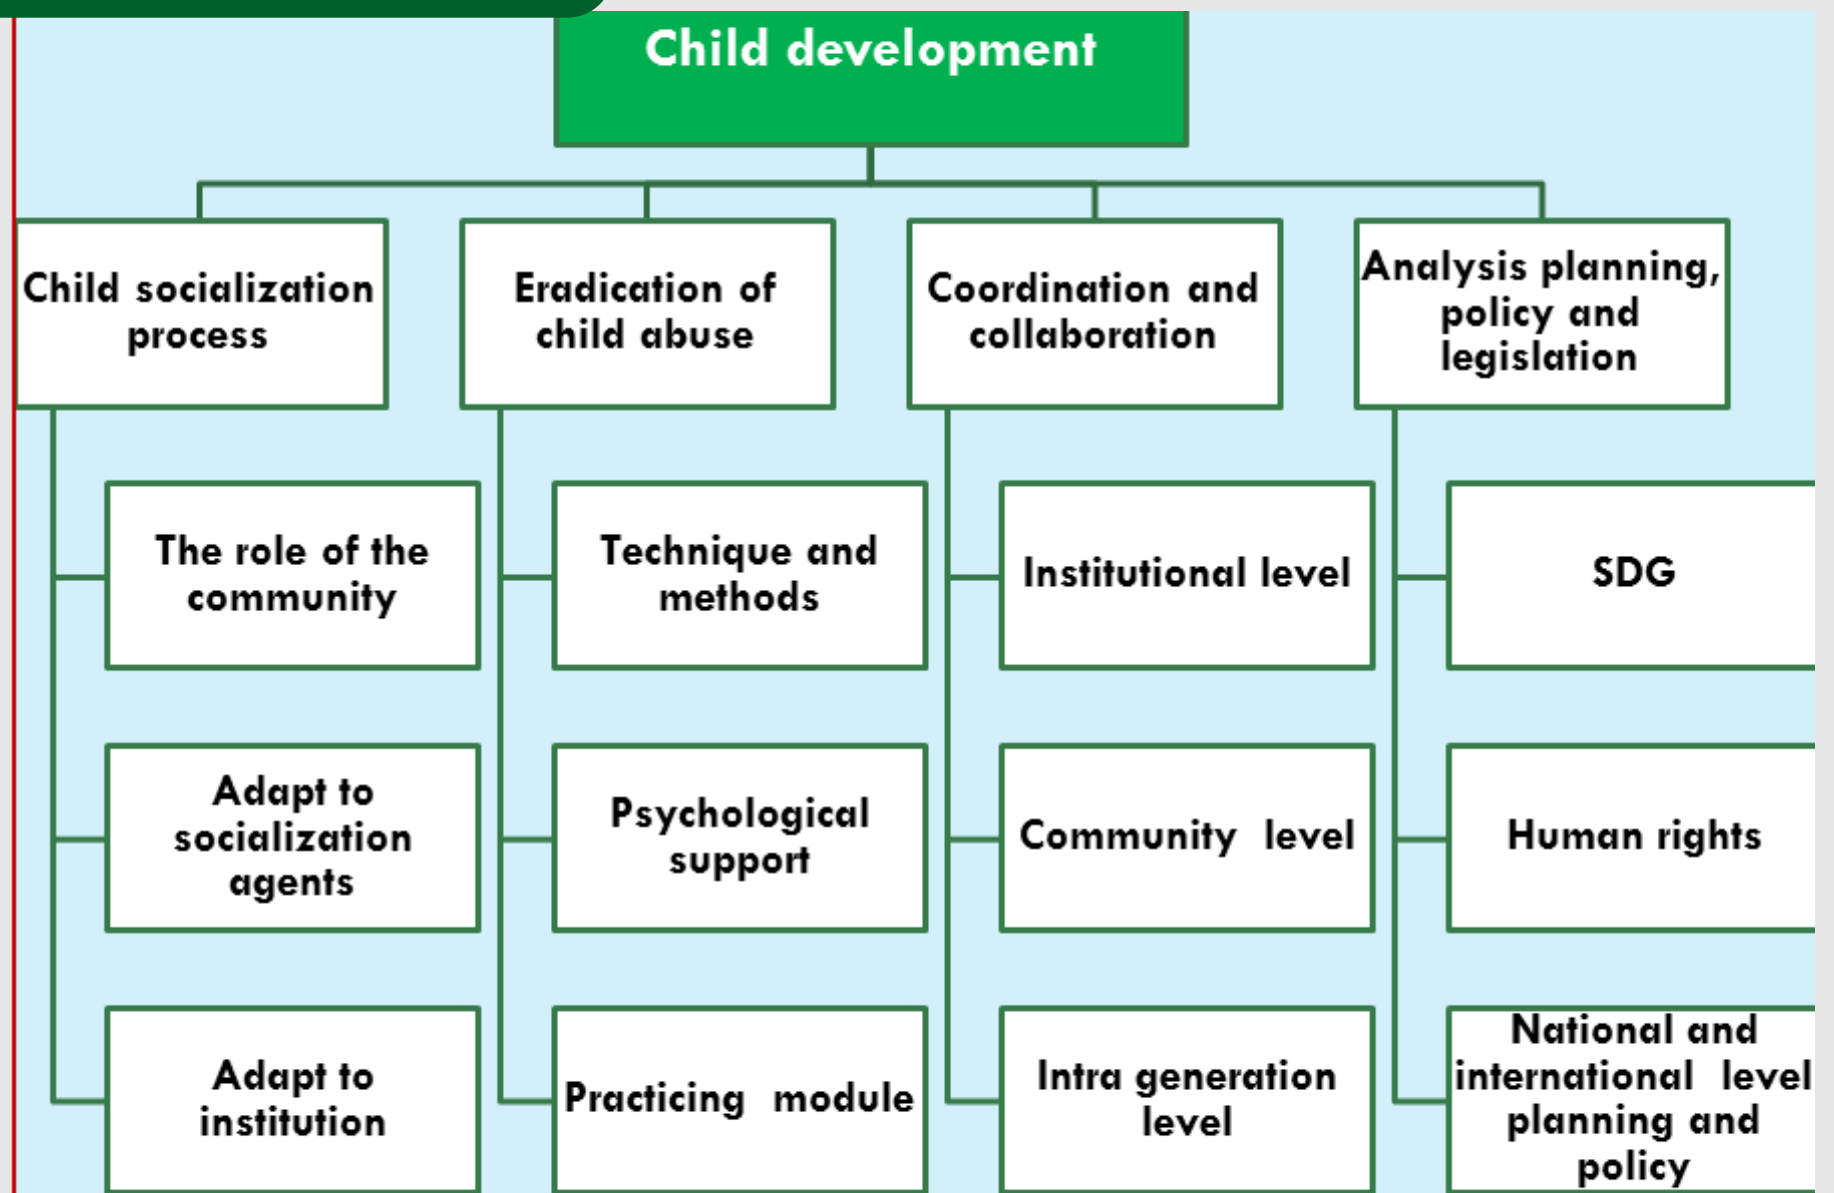 Child development
Child socialization
process
Eradication of
child abuse
Coordination and
collaboration
Analysis planning,
policy and
legislation
The role of the
community
Technique and
methods
Institutional level
SDG
Adapt to
socialization
agents
Psychological
support
Community level
Human rights
Adapt to
institution
Practicing module
Intra generation
level
National and
international level
planning and
policy